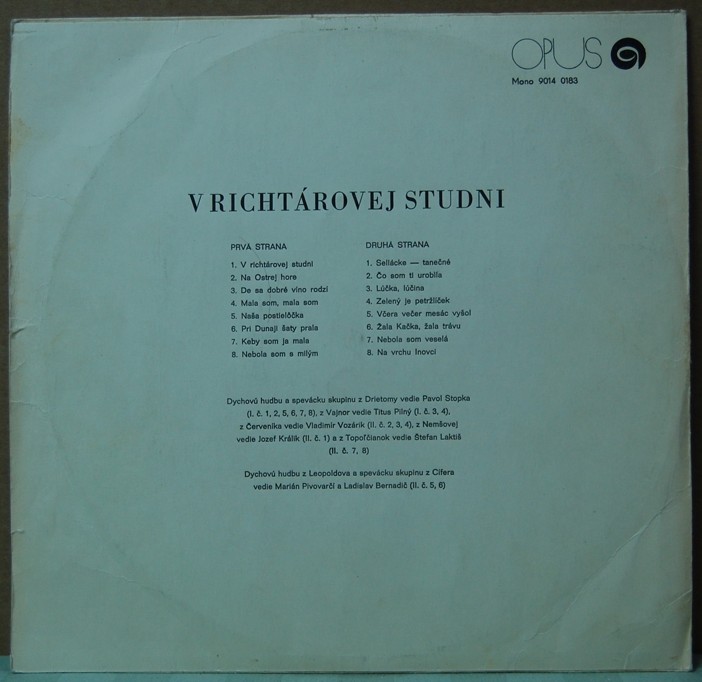 OPUS
Mono 9014 0183
V RICHTÁROVEJ STUDNI
PRVÁ STRANA
1. V richtárovej studni
2. Na Ostrej hore
3. De sa dobré víno rodzí
4. Mala som, mala som
5. Naša postielôčka
6. Pri Dunaji šaty prala
7. Keby som ja mala
8. Nebola som s milým
DRUHÁ STRANA
1. Sellácke — tanečné
2. Čo som ti urobila
3. Lúčka, lúčina
4. Zelený je petržlíček
5. Včera večer mesác vyšol
6. Žala Kačka, žala trávu
7. Nebola som veselá
8. Na vrchu Inovci
Dychovú hudbu a spevácku skupinu z Drietomy vedie Pavol Stopka
(I. č. 1, 2, 5, 6, 7, 8), z Vajnor vedie Titus Pilný (I. č. 3, 4),
z Červeníka vedie Vladimír Vozárik (II. č. 2, 3, 4), z Nemšovej
vedie Jozef Králik (II. č. 1) a z Topoľčianok vedie Štefan Laktiš
(II. č. 7, 8)
Dychovú hudbu z Leopoldova a spevácku skupinu z Cífera
vedie Marián Pivovarči a Ladislav Bernadič (II. č. 5, 6)